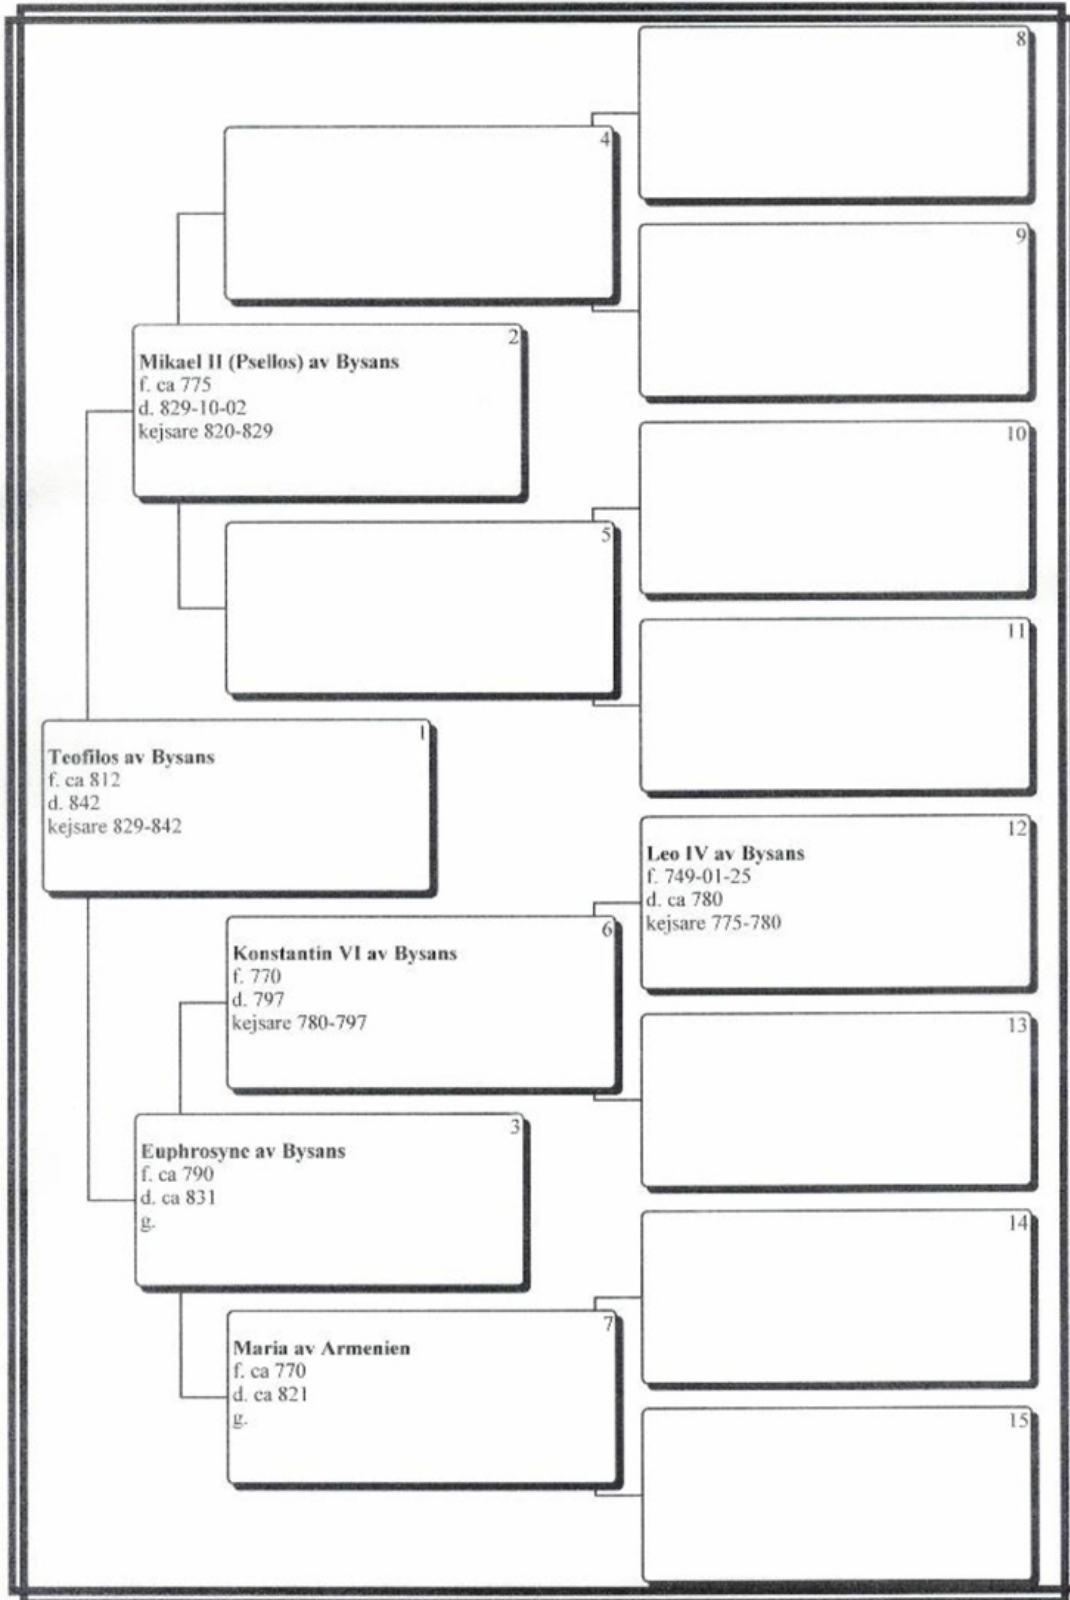 8
4
9
2
Mikael II (Psellos) av Bysans
f. ca 775
d. 829-10-02
kejsare 820-829
10
5
11
1
Teofilos av Bysans
f. ca 812
d. 842
kejsare 829-842
12
Leo IV av Bysans
f. 749-01-25
d. ca 780
kejsare 775-780
6
Konstantin VI av Bysans
f. 770
d. 797
kejsare 780-797
13
3
Euphrosyne av Bysans
f. ca 790
d. ca 831
g.
14
7
Maria av Armenien
f. ca 770
d. ca 821
g.
15